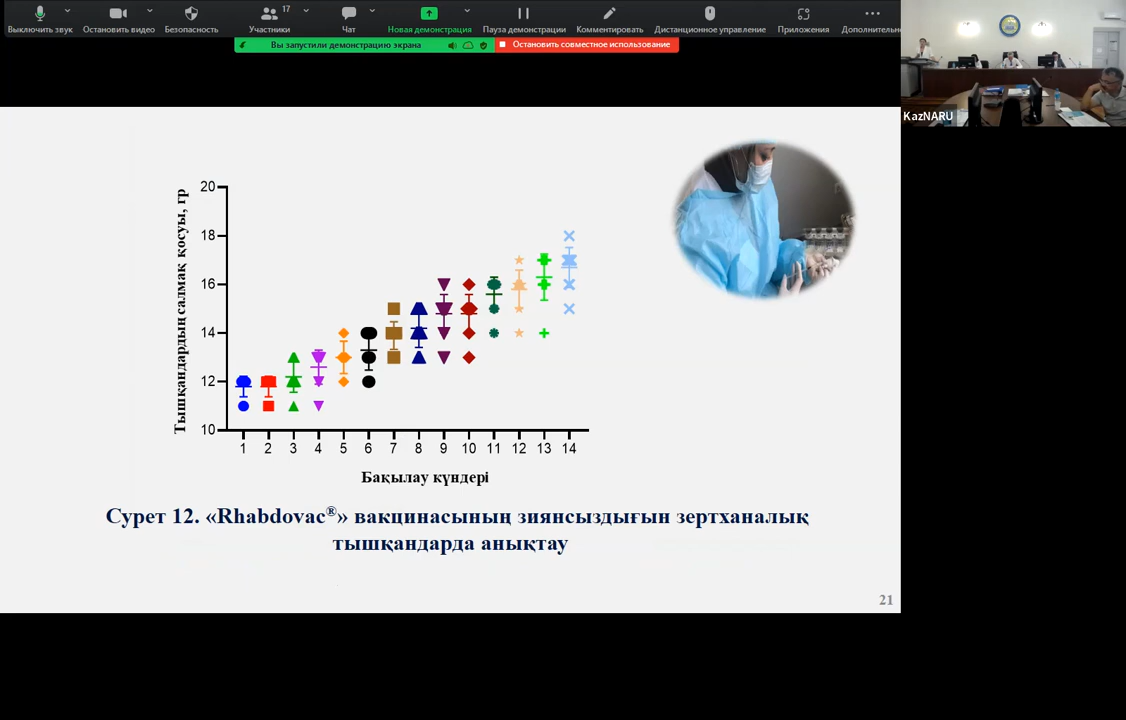 Выключить звук
Остановить видео
Безопасность
Участники
17
Чат
Новая демонстрация
Пауза демонстрации
Комментировать
Дистанционное управление
Приложения
Дополнительн
Вы запустили демонстрацию экрана
Остановить совместное использование
KazNARU
Тышқандардың салмақ қосуы, гр
20
18
16
14
12
10
1 2 3 4 5 6 7 8 9 10 11 12 13 14
Бақылау күндері
Сурет 12. «Rhabdovac®» вакцинасының зиянсыздығын зертханалық
тышқандарда анықтау
21